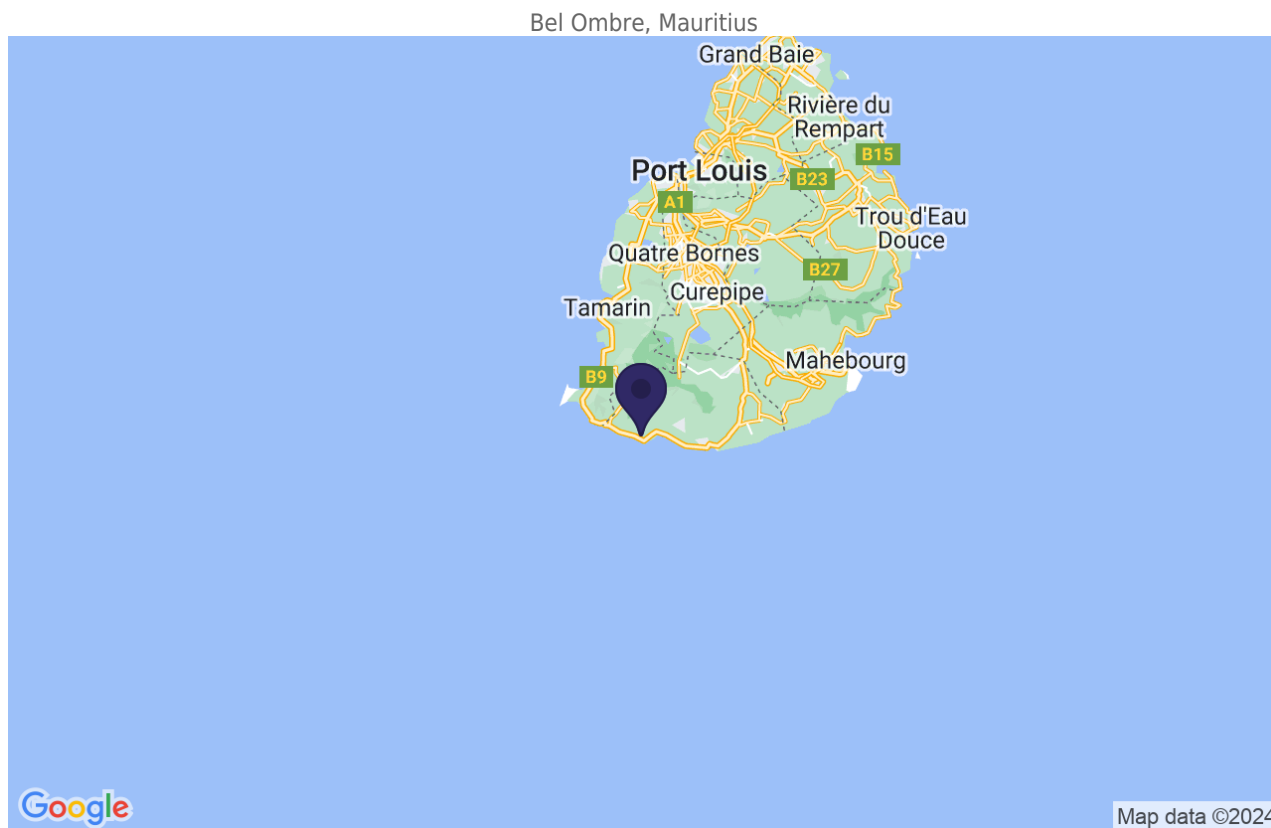 Bel Ombre, Mauritius
Grand Baie
Rivière du
Rempart
B15
Port Louis
B23
A1
Trou d'Eau
Douce
Quatre Bornes
B27
Curepipe
Tamarin
Mahebourg
B9
Google
Map data ©2024